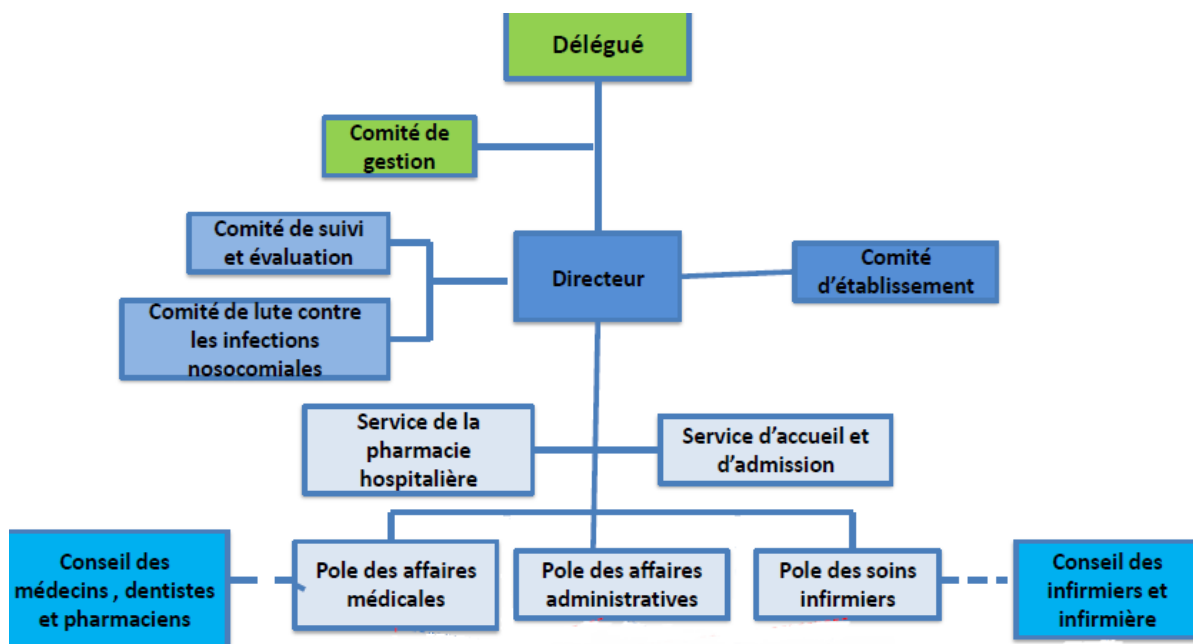 Délégué
Comité de
gestion
Comité de suivi
et évaluation
Directeur
Comité
d’établissement
Comité de lute contre
les infections
nosocomiales
Service de la
pharmacie
hospitalière
Service d’accueil et
d’admission
Conseil des
médecins , dentistes
et pharmaciens
Pole des affaires
médicales
Pole des affaires
administratives
Pole des soins
infirmiers
Conseil des
infirmiers et
infirmière